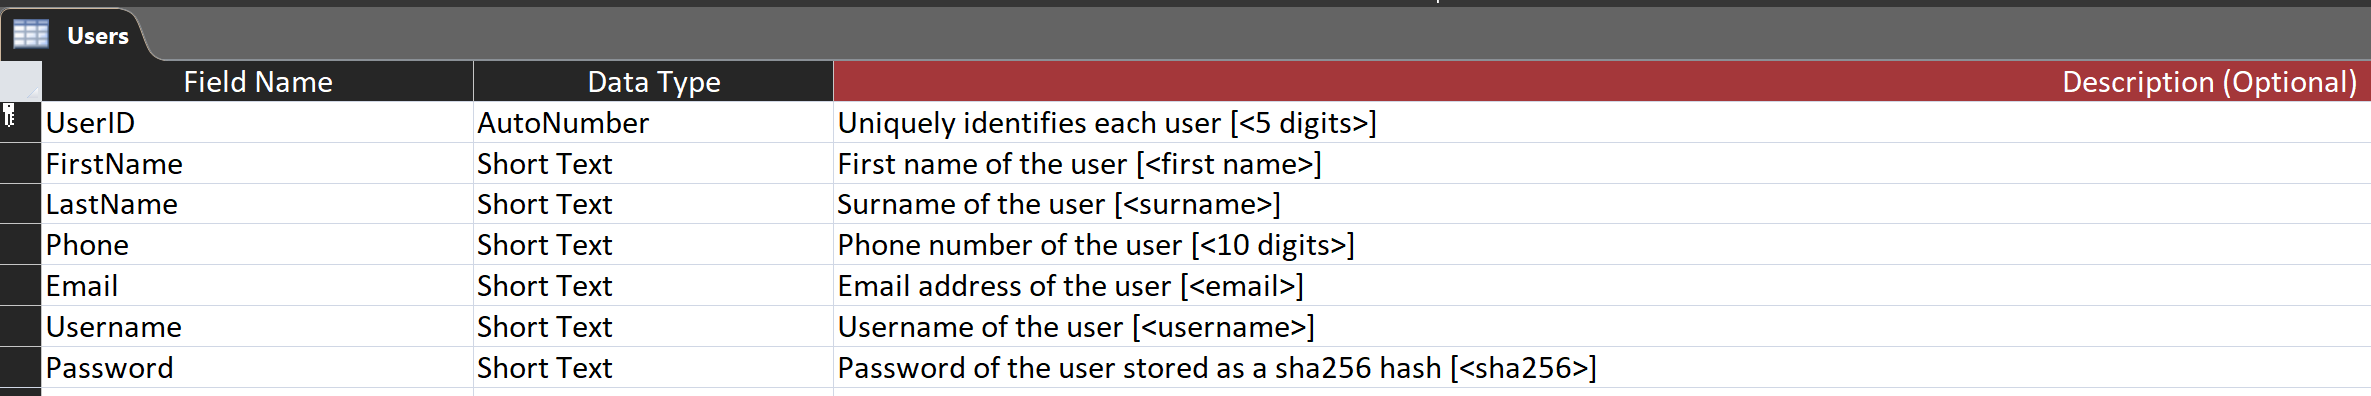 Users
Field Name Data Type Description (Optional)
UserID AutoNumber Uniquely identifies each user [<5 digits>]
FirstName Short Text First name of the user [<first name>]
LastName Short Text Surname of the user [<surname>]
Phone Short Text Phone number of the user [<10 digits>]
Email Short Text Email address of the user [<email>]
Username Short Text Username of the user [<username>]
Password Short Text Password of the user stored as a sha256 hash [<sha256>]